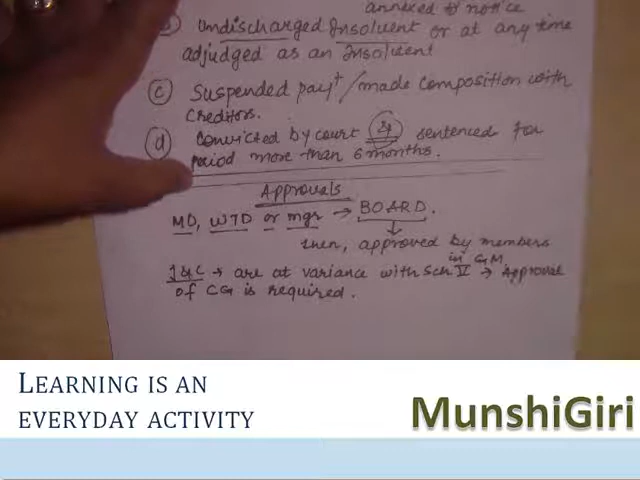 annexed to notice
(b) Undischarged Insolvent or at any time
adjudged as an Insolvent
(c) Suspended paytt/made composition with
creditors.
(d) Convicted by court & sentenced for
period more than 6 months.
Approvals
MD, WTD or mgr → BOARD.
then, approved by members
in GM
T&C → are at variance with Sch V → Approval
of CG is required.
LEARNING IS AN
EVERYDAY ACTIVITY
MunshiGiri